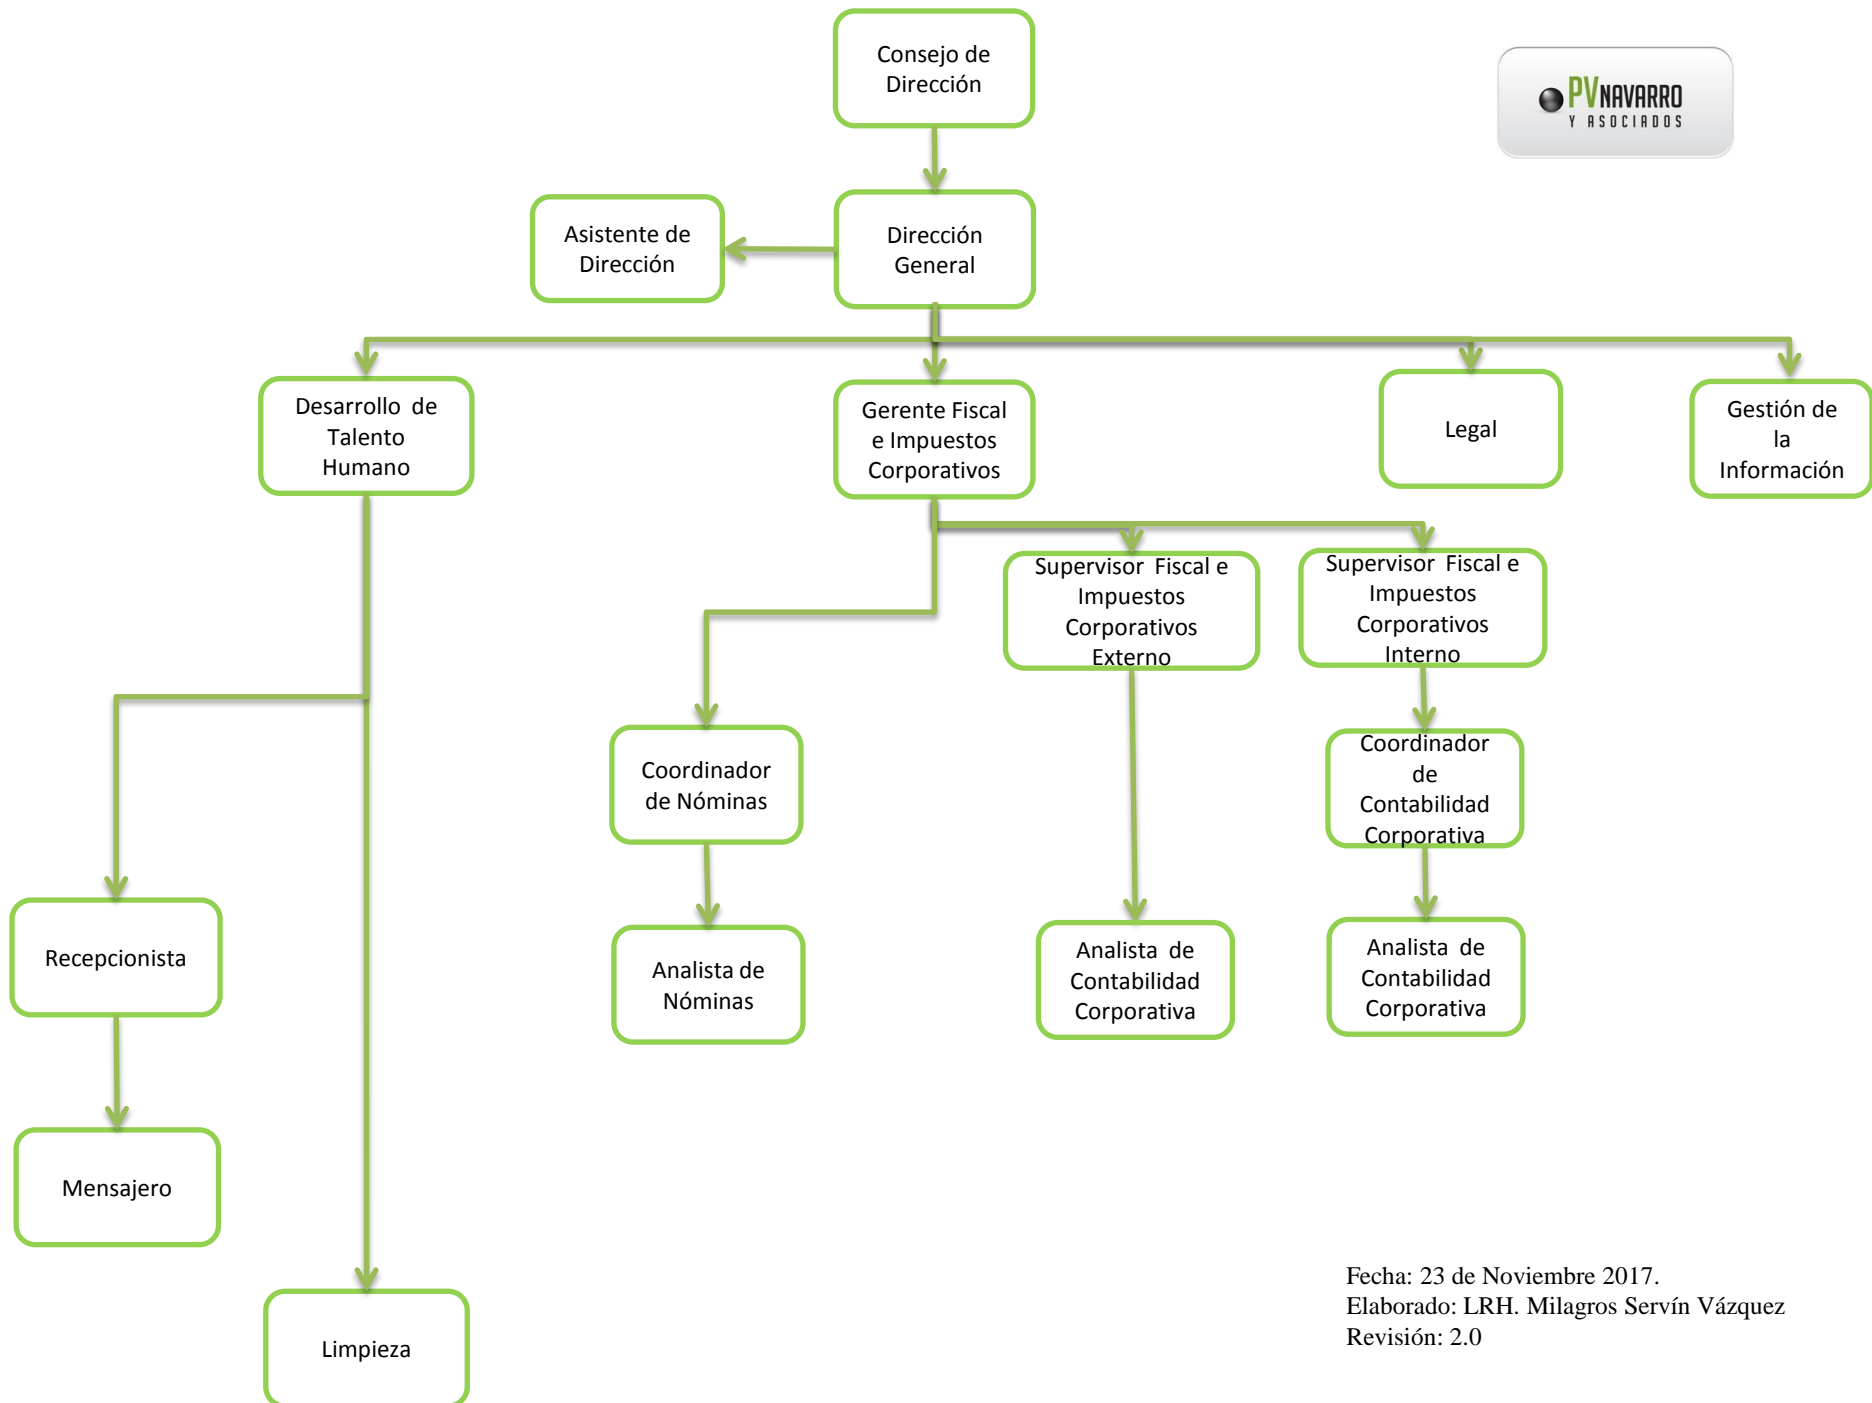 Consejo de
Dirección
PVNAVARRO
Y ASOCIADOS
Asistente de
Dirección
Dirección
General
Desarrollo de
Talento
Humano
Gerente Fiscal
e Impuestos
Corporativos
Legal
Gestión de
la
Información
Supervisor Fiscal e
Impuestos
Corporativos
Externo
Supervisor Fiscal e
Impuestos
Corporativos
Interno
Coordinador
de Nóminas
Coordinador
de
Contabilidad
Corporativa
Recepcionista
Analista de
Nóminas
Analista de
Contabilidad
Corporativa
Analista de
Contabilidad
Corporativa
Mensajero
Limpieza
Fecha: 23 de Noviembre 2017.
Elaborado: LRH. Milagros Servín Vázquez
Revisión: 2.0